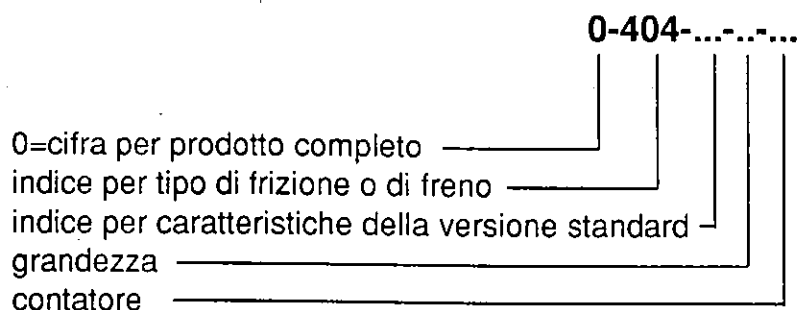 0-404-...-..-...
0=cifra per prodotto completo
indice per tipo di frizione o di freno
indice per caratteristiche della versione standard
grandezza
contatore